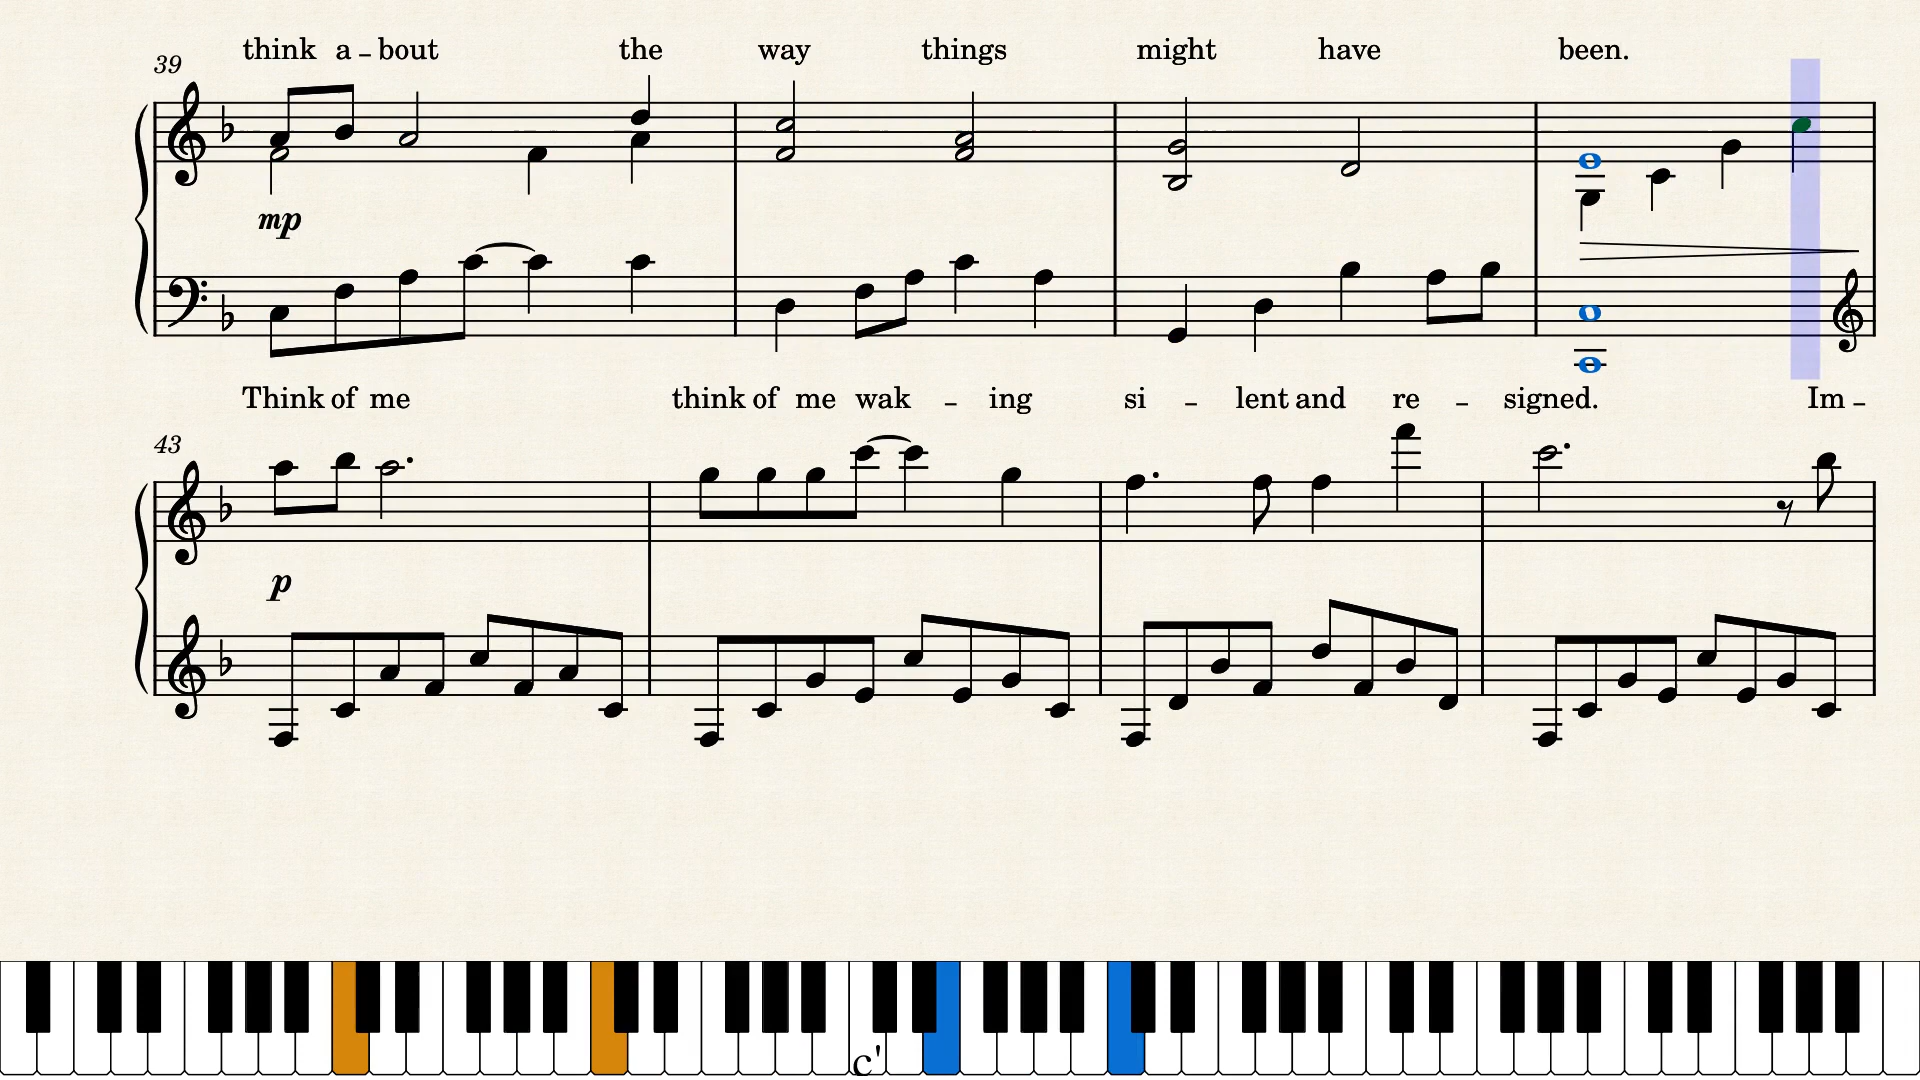 think a – bout the way things might have been.
39
mp
Think of me think of me wak – ing si – lent and re – signed. Im –
43
p
c'